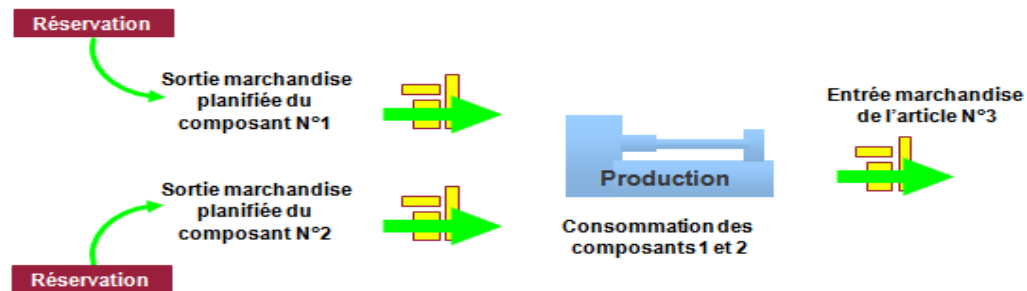 Réservation
Sortie marchandise
planifiée du
composant N°1
Sortie marchandise
planifiée du
composant N°2
Réservation
Production
Consommation des
composants 1 et 2
Entrée marchandise
de l'article N°3